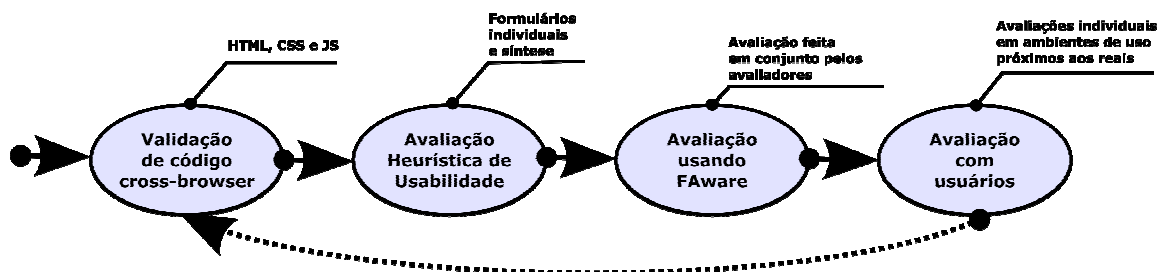 HTML, CSS e JS
Formulários
individuais
e síntese
Avaliação feita
em conjunto pelos
avaliadores
Avaliações individuais
em ambientes de uso
próximos aos reais
Validação
de código
cross-browser
Avaliação
Heurística de
Usabilidade
Avaliação
usando
FAware
Avaliação
com
usuários